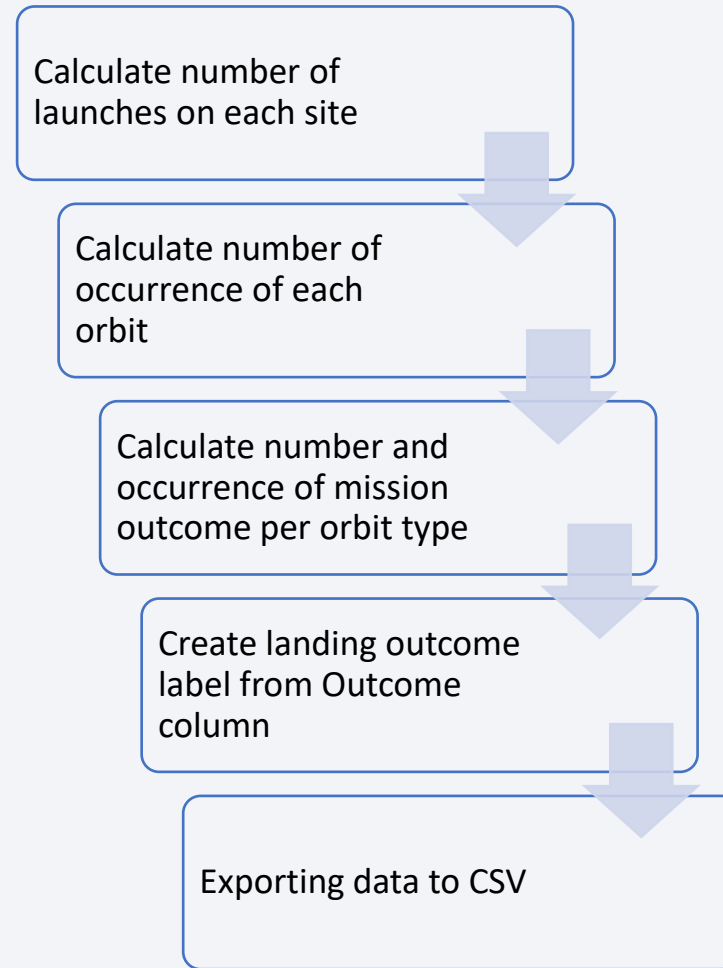 Calculate number of
launches on each site
Calculate number of
occurrence of each
orbit
Calculate number and
occurrence of mission
outcome per orbit type
Create landing outcome
label from Outcome
column
Exporting data to CSV